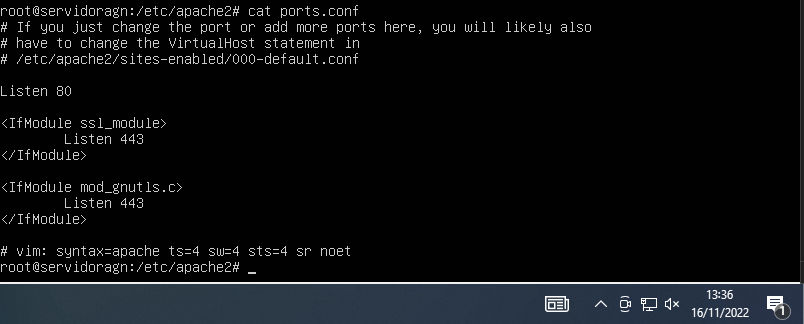 root@servidoragn:/etc/apache2# cat ports.conf
# If you just change the port or add more ports here, you will likely also
# have to change the VirtualHost statement in
# /etc/apache2/sites-enabled/000-default.conf
Listen 80
<IfModule ssl_module>
        Listen 443
</IfModule>
<IfModule mod_gnutls.c>
        Listen 443
</IfModule>
# vim: syntax=apache ts=4 sw=4 sts=4 sr noet
root@servidoragn:/etc/apache2# _
13:36
16/11/2022
1